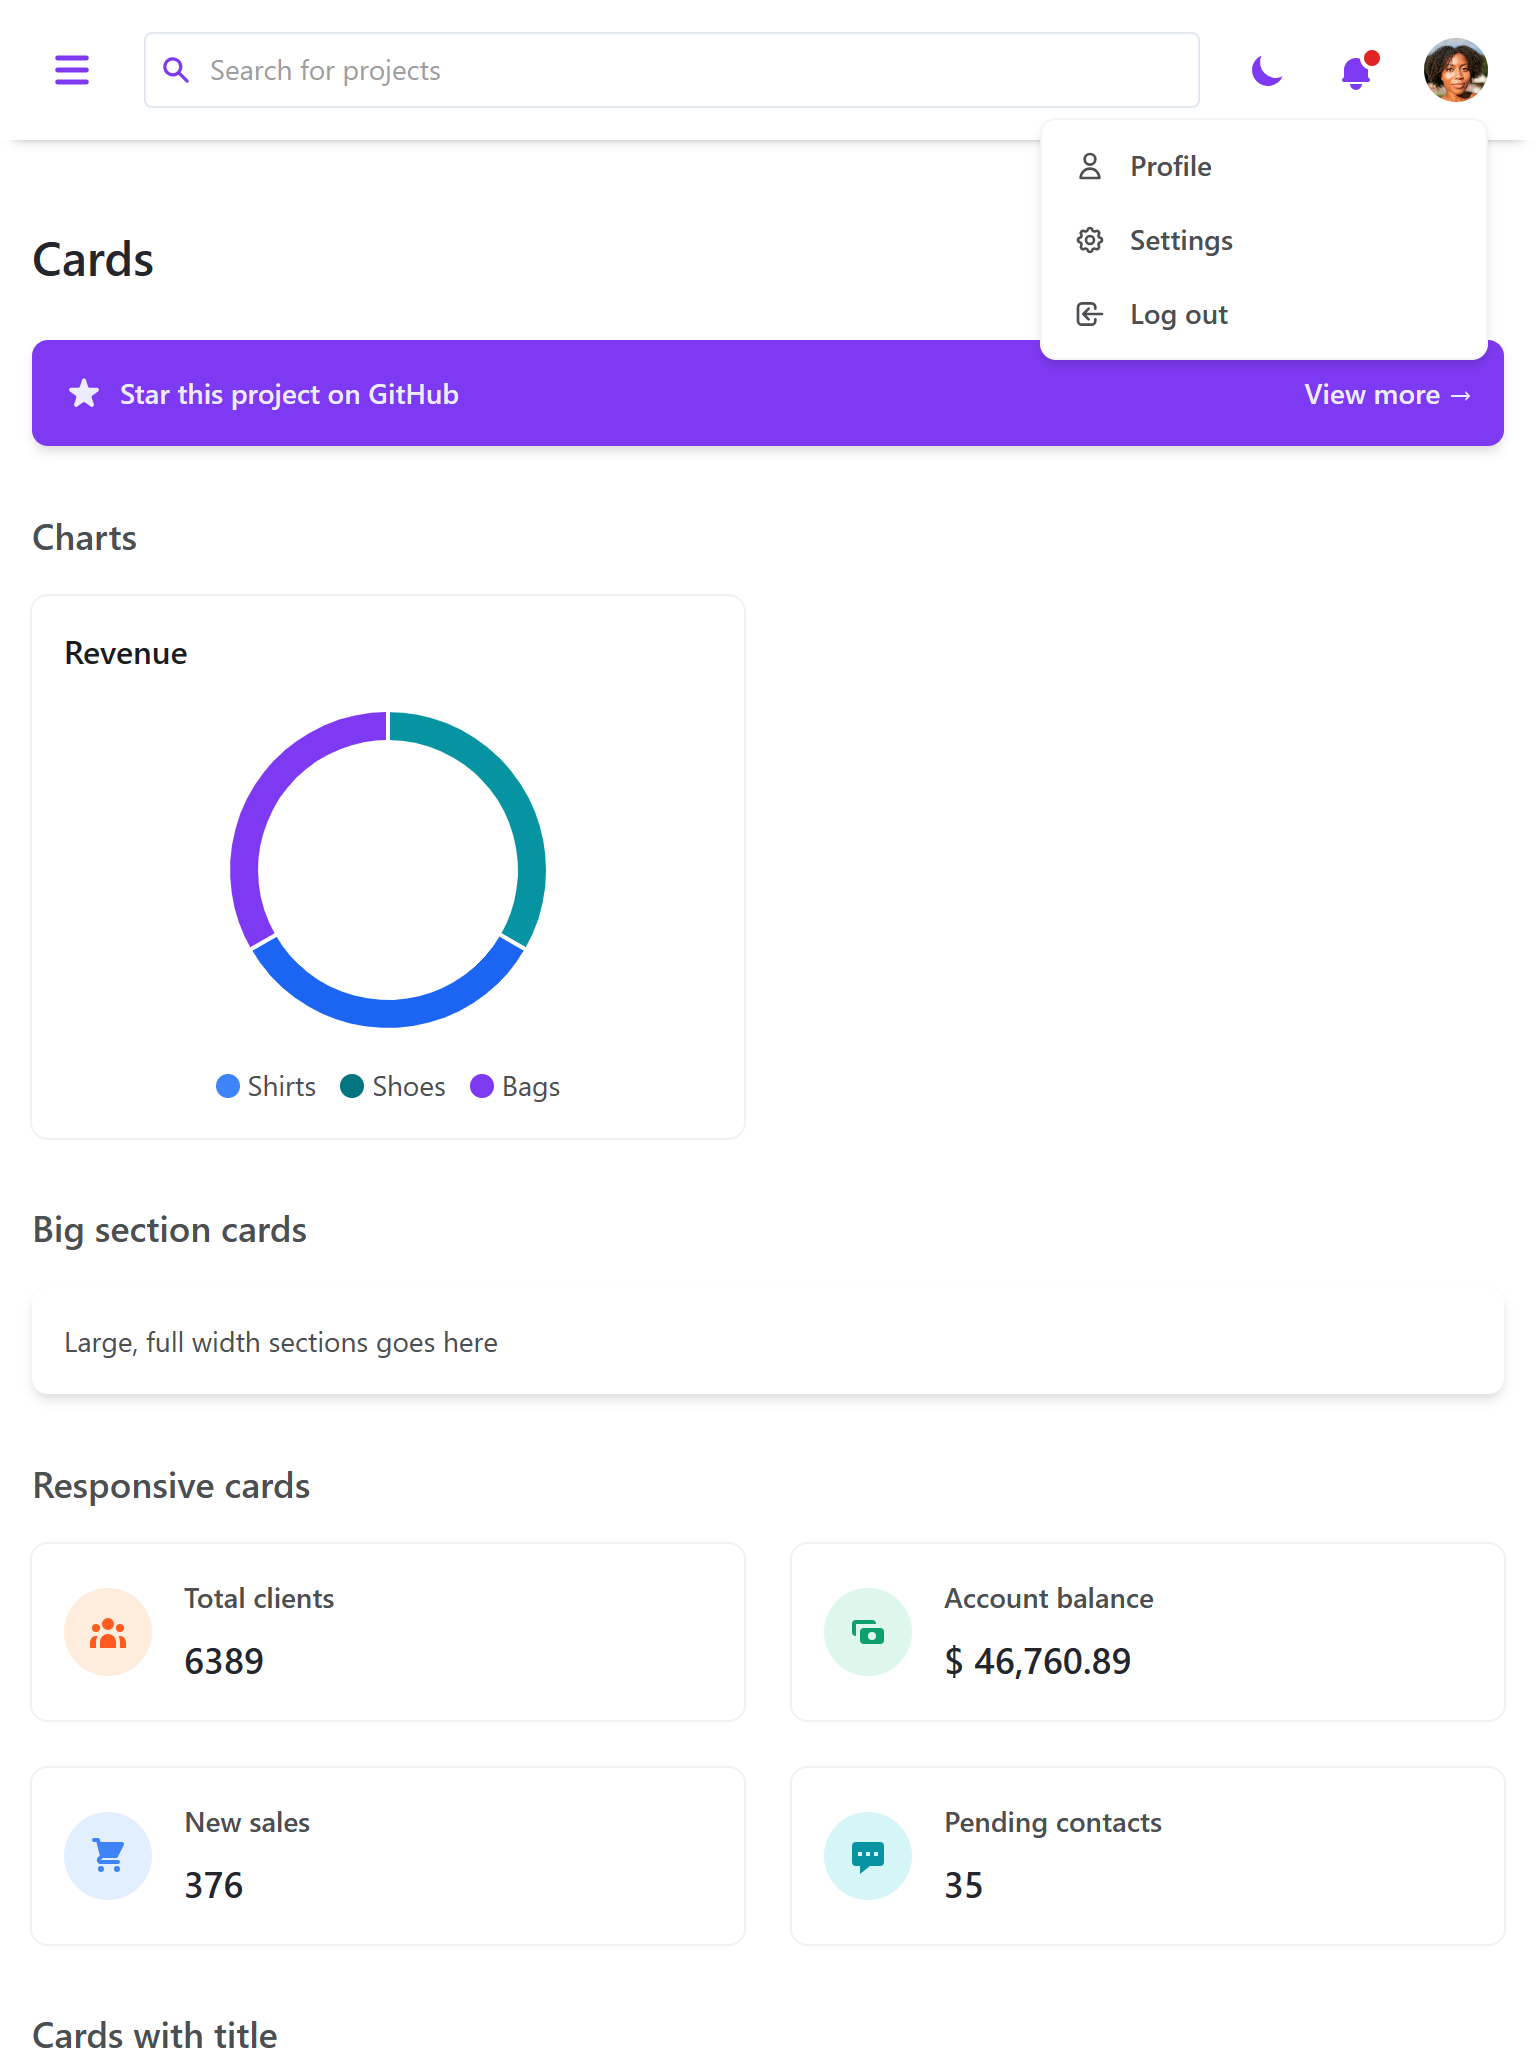 Search for projects
Profile
Settings
Log out
Cards
Star this project on GitHub
View more →
Charts
Revenue
Shirts
Shoes
Bags
Big section cards
Large, full width sections goes here
Responsive cards
Total clients
6389
Account balance
$ 46,760.89
New sales
376
Pending contacts
35
Cards with title